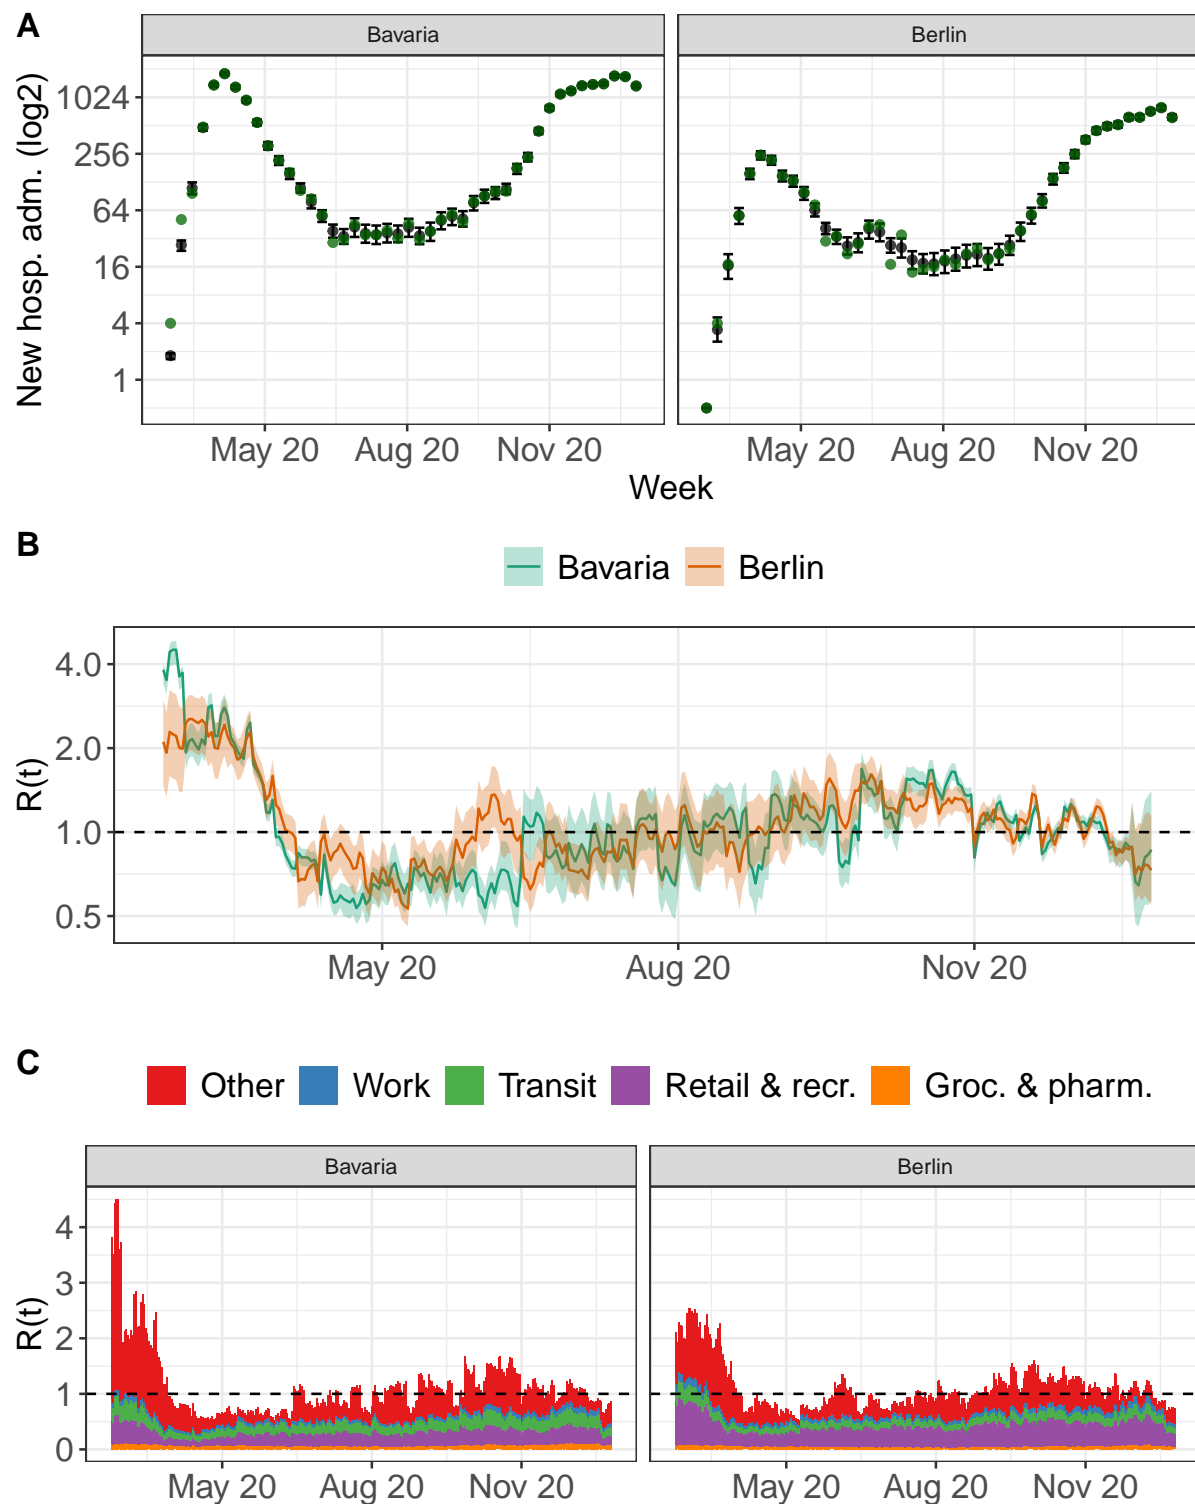 A
Bavaria
Berlin
New hosp. adm. (log2)
1024
256
64
16
4
1
May 20
Aug 20
Nov 20
May 20
Aug 20
Nov 20
Week
B
Bavaria
Berlin
R(t)
4.0
2.0
1.0
0.5
May 20
Aug 20
Nov 20
C
Other
Work
Transit
Retail & recr.
Groc. & pharm.
Bavaria
Berlin
R(t)
4
3
2
1
0
May 20
Aug 20
Nov 20
May 20
Aug 20
Nov 20